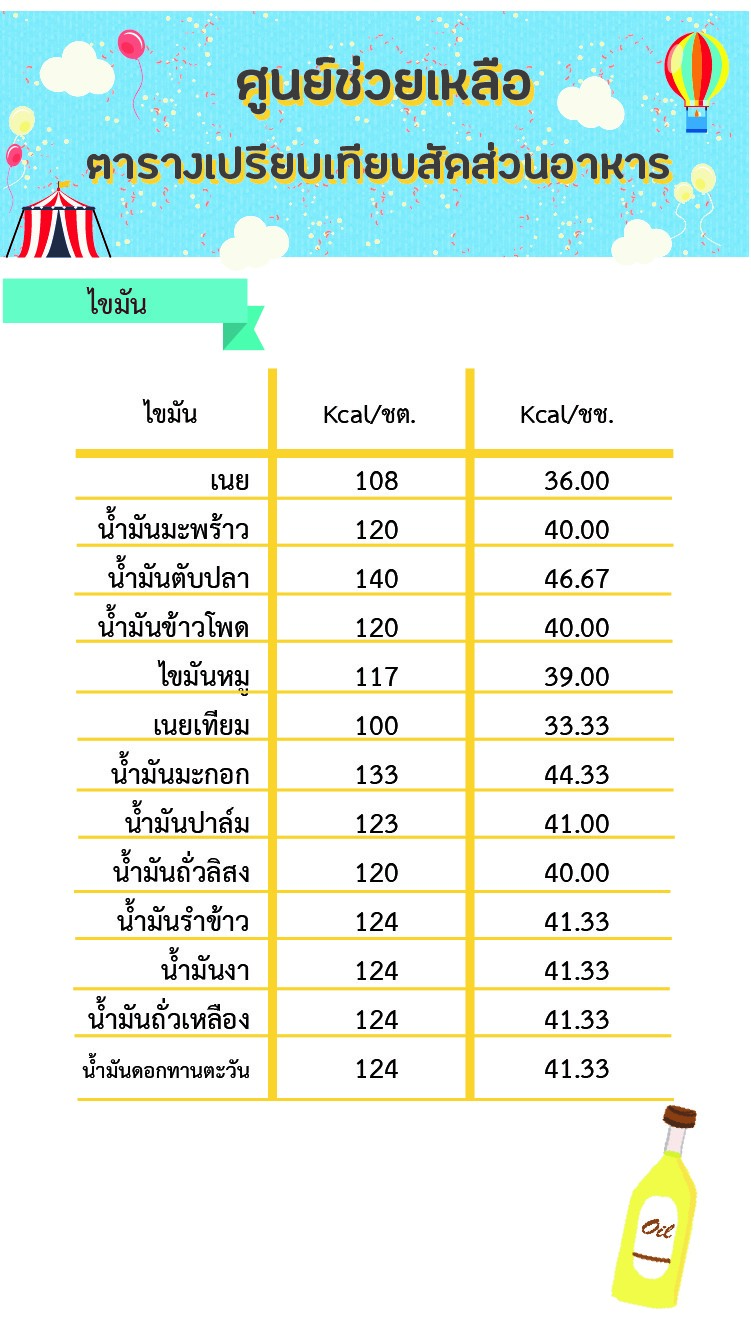 ศูนย์ช่วยเหลือ
ตารางเปรียบเทียบสัดส่วนอาหาร
ไขมัน
ไขมัน Kcal/ชต. Kcal/ชช.
เนย 108 36.00
น้ำมันมะพร้าว 120 40.00
น้ำมันตับปลา 140 46.67
น้ำมันข้าวโพด 120 40.00
ไขมันหมู 117 39.00
เนยเทียม 100 33.33
น้ำมันมะกอก 133 44.33
น้ำมันปาล์ม 123 41.00
น้ำมันถั่วลิสง 120 40.00
น้ำมันรำข้าว 124 41.33
น้ำมันงา 124 41.33
น้ำมันถั่วเหลือง 124 41.33
น้ำมันดอกทานตะวัน 124 41.33
Oil